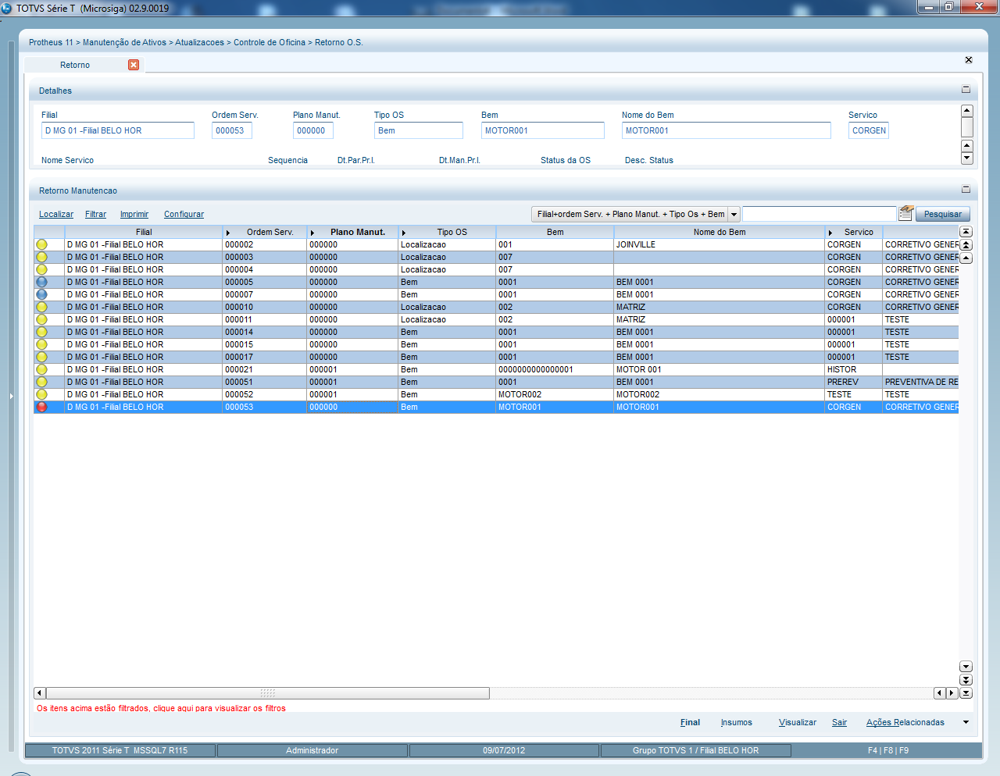 TOTVS Série T (Microsiga) 02.9.0019
Protheus 11 > Manutenção de Ativos > Atualizacoes > Controle de Oficina > Retorno O.S.
Retorno
Detalhes
Filial Ordem Serv. Plano Manut. Tipo OS Bem Nome do Bem Servico
D MG 01 -Filial BELO HOR 000053 000000 Bem MOTOR001 MOTOR001 CORGEN
Nome Servico Sequencia Dt.Par.Pr.I. Dt.Man.Pr.I. Status da OS Desc. Status
Retorno Manutencao
Localizar Filtrar Imprimir Configurar Filial+ordem Serv. + Plano Manut. + Tipo Os + Bem Pesquisar
Filial Ordem Serv. Plano Manut. Tipo OS Bem Nome do Bem Servico
D MG 01 -Filial BELO HOR 000002 000000 Localizacao 001 JOINVILLE CORGEN CORRETIVO GENER
D MG 01 -Filial BELO HOR 000003 000000 Localizacao 007 CORGEN CORRETIVO GENER
D MG 01 -Filial BELO HOR 000004 000000 Localizacao 007 CORGEN CORRETIVO GENER
D MG 01 -Filial BELO HOR 000005 000000 Bem 0001 BEM 0001 CORGEN CORRETIVO GENER
D MG 01 -Filial BELO HOR 000007 000000 Bem 0001 BEM 0001 CORGEN CORRETIVO GENER
D MG 01 -Filial BELO HOR 000010 000000 Localizacao 002 MATRIZ CORGEN CORRETIVO GENER
D MG 01 -Filial BELO HOR 000011 000000 Localizacao 002 MATRIZ 000001 TESTE
D MG 01 -Filial BELO HOR 000014 000000 Bem 0001 BEM 0001 000001 TESTE
D MG 01 -Filial BELO HOR 000015 000000 Bem 0001 BEM 0001 000001 TESTE
D MG 01 -Filial BELO HOR 000017 000000 Bem 0001 BEM 0001 000001 TESTE
D MG 01 -Filial BELO HOR 000021 000001 Bem 0000000000000001 MOTOR 001 HISTOR
D MG 01 -Filial BELO HOR 000051 000001 Bem 0001 BEM 0001 PREREV PREVENTIVA DE RE
D MG 01 -Filial BELO HOR 000052 000001 Bem MOTOR002 MOTOR002 TESTE TESTE
D MG 01 -Filial BELO HOR 000053 000000 Bem MOTOR001 MOTOR001 CORGEN CORRETIVO GENER
Os itens acima estão filtrados, clique aqui para visualizar os filtros
Final Insumos Visualizar Sair Ações Relacionadas
TOTVS 2011 Série T MSSQL7 R115 Administrador 09/07/2012 Grupo TOTVS 1 / Filial BELO HOR F4 | F8 | F9